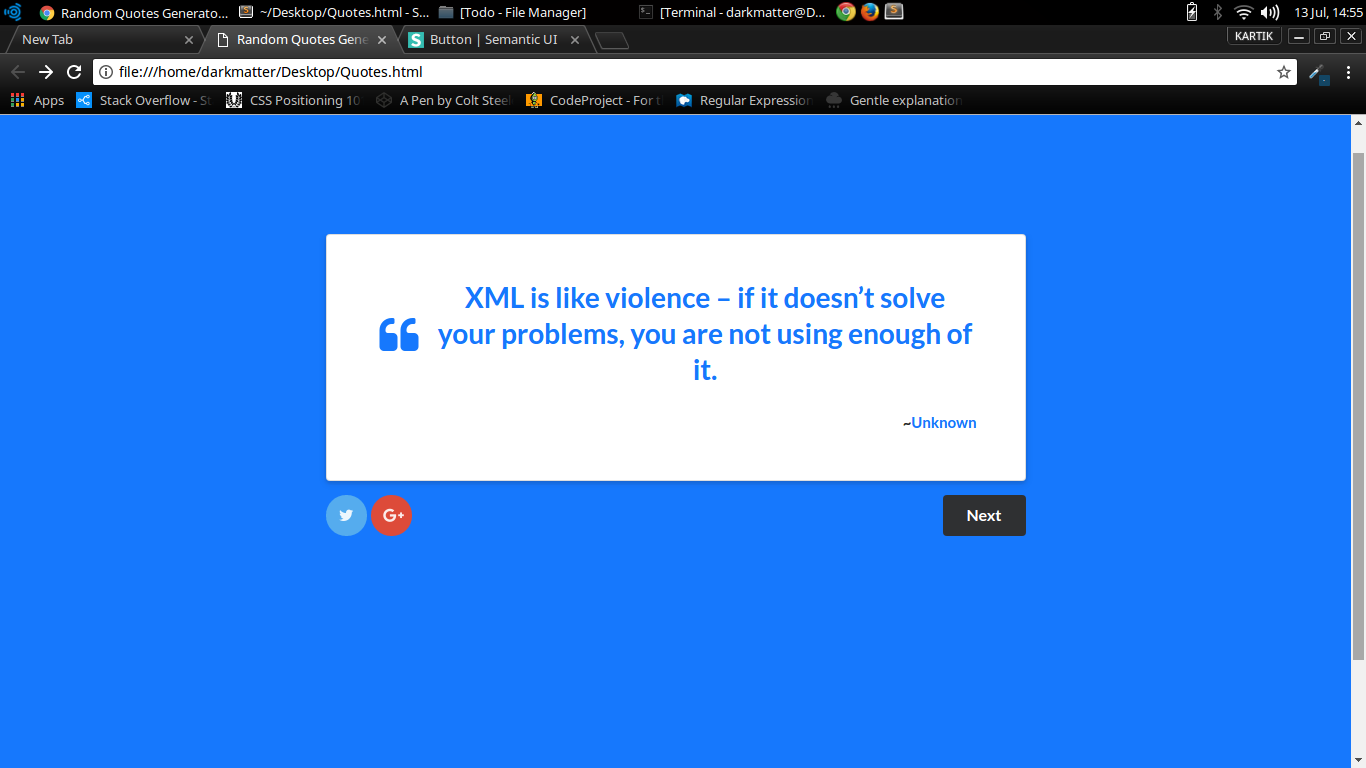 Random Quotes Generato... ~/Desktop/Quotes.html - S... [Todo - File Manager] [Terminal - darkmatter@D... 13 Jul, 14:55
New Tab Random Quotes Gene Button | Semantic UI KARTIK
file:///home/darkmatter/Desktop/Quotes.html
Apps Stack Overflow - St CSS Positioning 10 A Pen by Colt Steel CodeProject - For t Regular Expression Gentle explanation
XML is like violence – if it doesn’t solve
your problems, you are not using enough of
it.
~Unknown
G+ Next